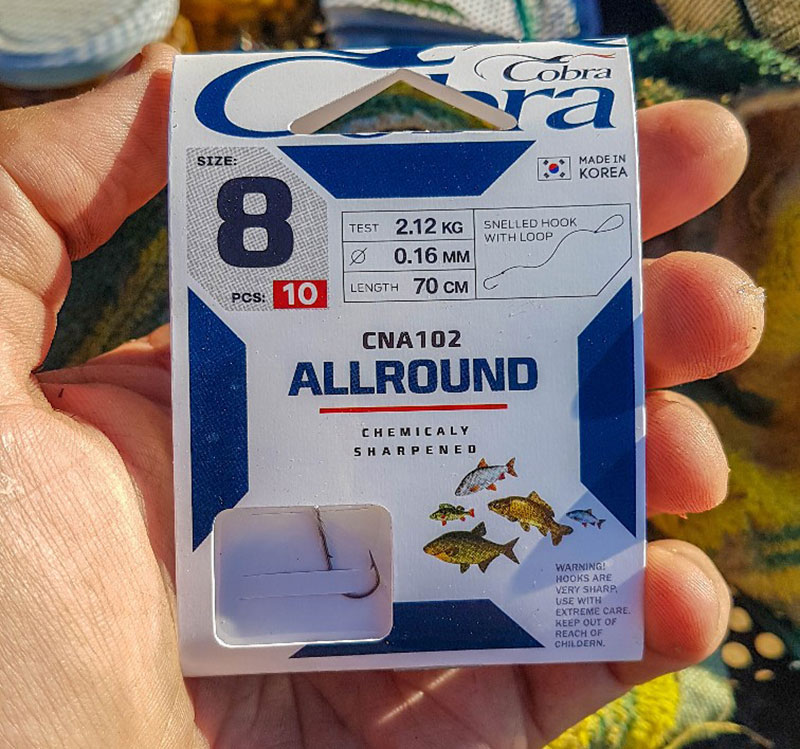 Cobra
Cobra
SIZE:
8
PCS: 10
MADE IN
KOREA
TEST 2.12 KG
Ø 0.16 MM
LENGTH 70 CM
SNELLED HOOK
WITH LOOP
CNA102
ALLROUND
CHEMICALY
SHARPENED
WARNING!
HOOKS ARE
VERY SHARP,
USE WITH
EXTREME CARE.
KEEP OUT OF
REACH OF
CHILDERN.